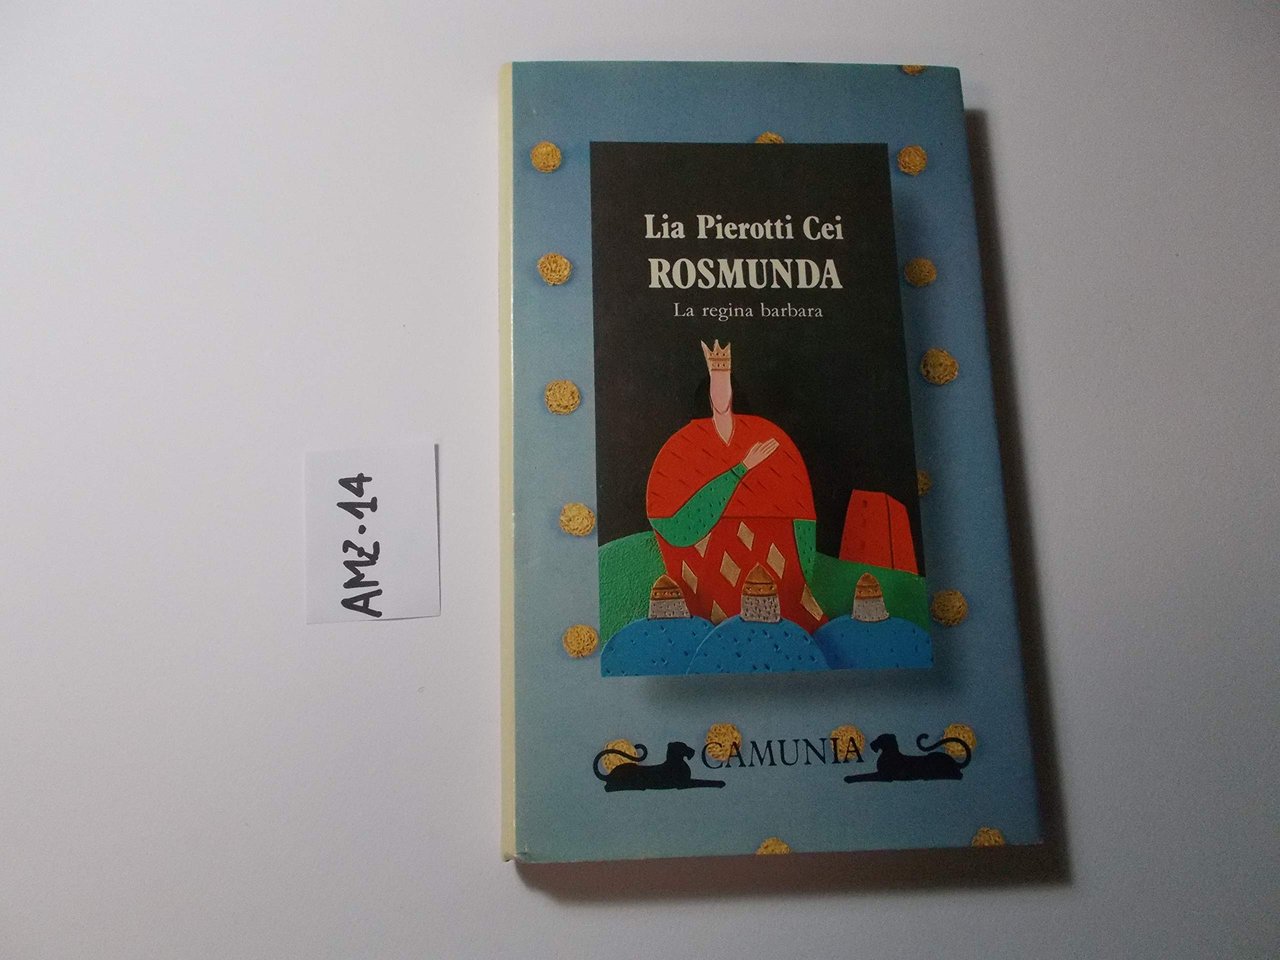 Lia Pierotti Cei
ROSMUNDA
La regina barbara
CAMUNIA
AMZ.14